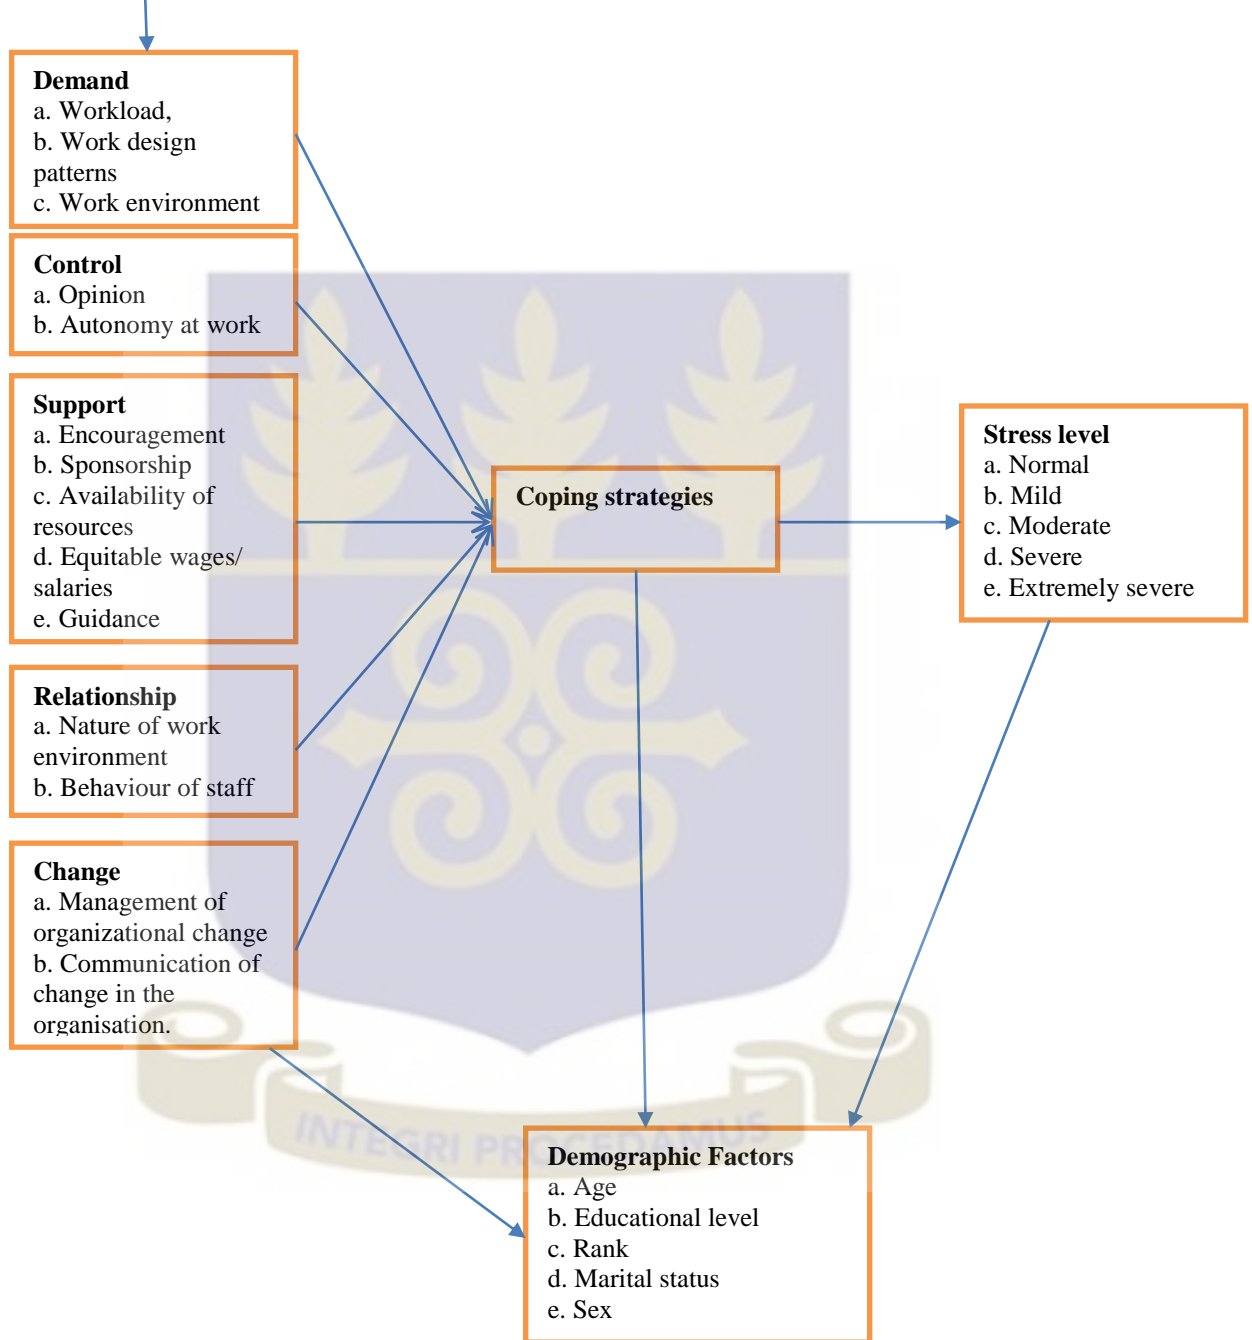 Demand
a. Workload,
b. Work design
patterns
c. Work environment
Control
a. Opinion
b. Autonomy at work
Support
a. Encouragement
b. Sponsorship
c. Availability of
resources
d. Equitable wages/
salaries
e. Guidance
Relationship
a. Nature of work
environment
b. Behaviour of staff
Change
a. Management of
organizational change
b. Communication of
change in the
organisation.
Coping strategies
Stress level
a. Normal
b. Mild
c. Moderate
d. Severe
e. Extremely severe
INTEGRI PROCEDAMUS
Demographic Factors
a. Age
b. Educational level
c. Rank
d. Marital status
e. Sex